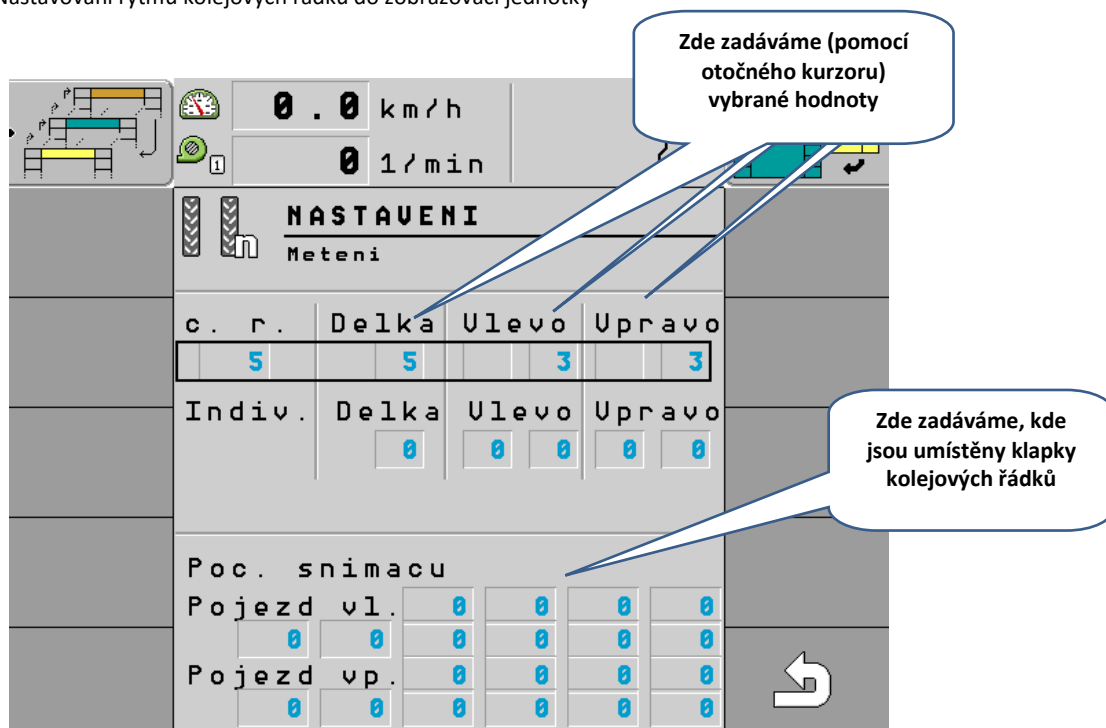 Nastavování rytmu kolejových řádků do zobrazovací jednotky
Zde zadáváme (pomocí
otočného kurzoru)
vybrané hodnoty
0.0 km/h
1
0 1/min
NASTAVENI
n
Meteni
c. r. Delka Vlevo Vpravo
5 5 3 3
Indiv. Delka Vlevo Vpravo
0 0 0 0 0
Zde zadáváme, kde
jsou umístěny klapky
kolejových řádků
Poc. snimacu
Pojezd vl. 0 0 0 0
0 0 0 0 0 0
Pojezd vp. 0 0 0 0
0 0 0 0 0 0